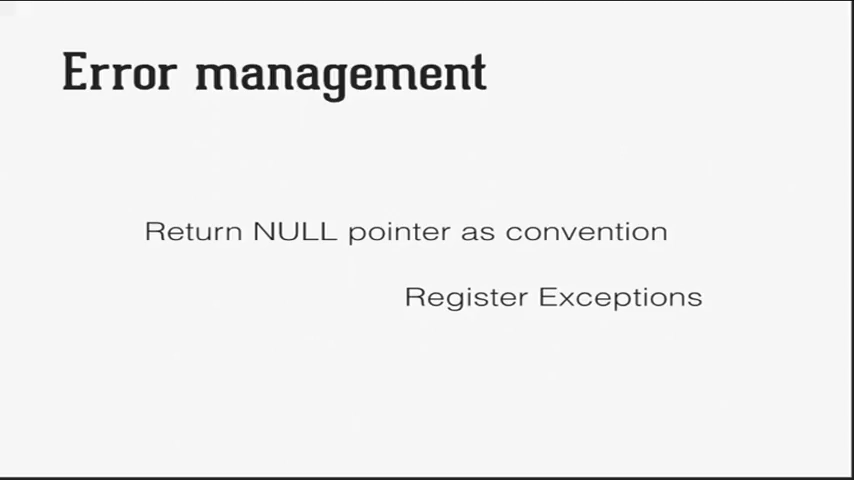 Error management
Return NULL pointer as convention
Register Exceptions